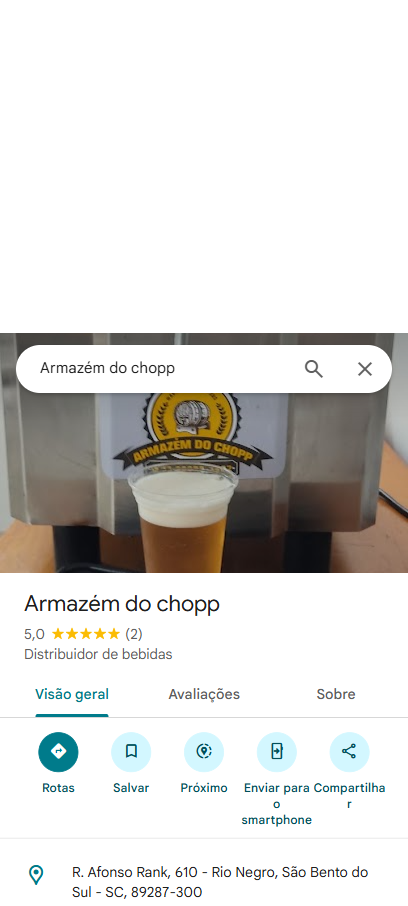 Armazém do chopp
ARMAZÉM DO CHOPP
Armazém do chopp
5,0 ★★★★★ (2)
Distribuidor de bebidas
Visão geral Avaliações Sobre
Rotas Salvar Próximo Enviar para o smartphone Compartilhar
R. Afonso Rank, 610 - Rio Negro, São Bento do
Sul - SC, 89287-300